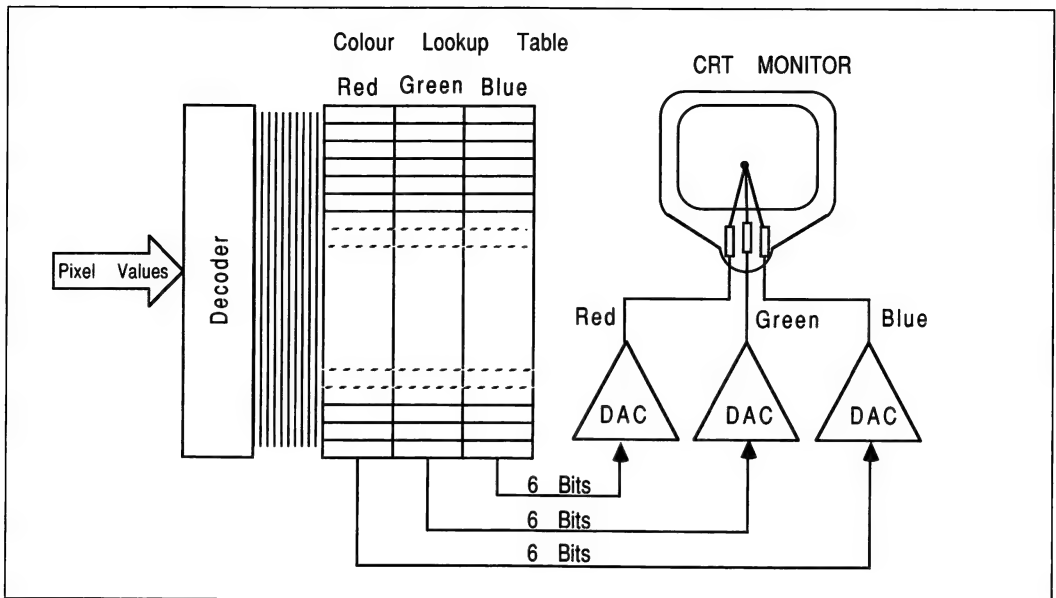 Colour Lookup Table
CRT MONITOR
Red Green Blue
Decoder
Pixel Values
Red
Green
Blue
DAC
DAC
DAC
6 Bits
6 Bits
6 Bits